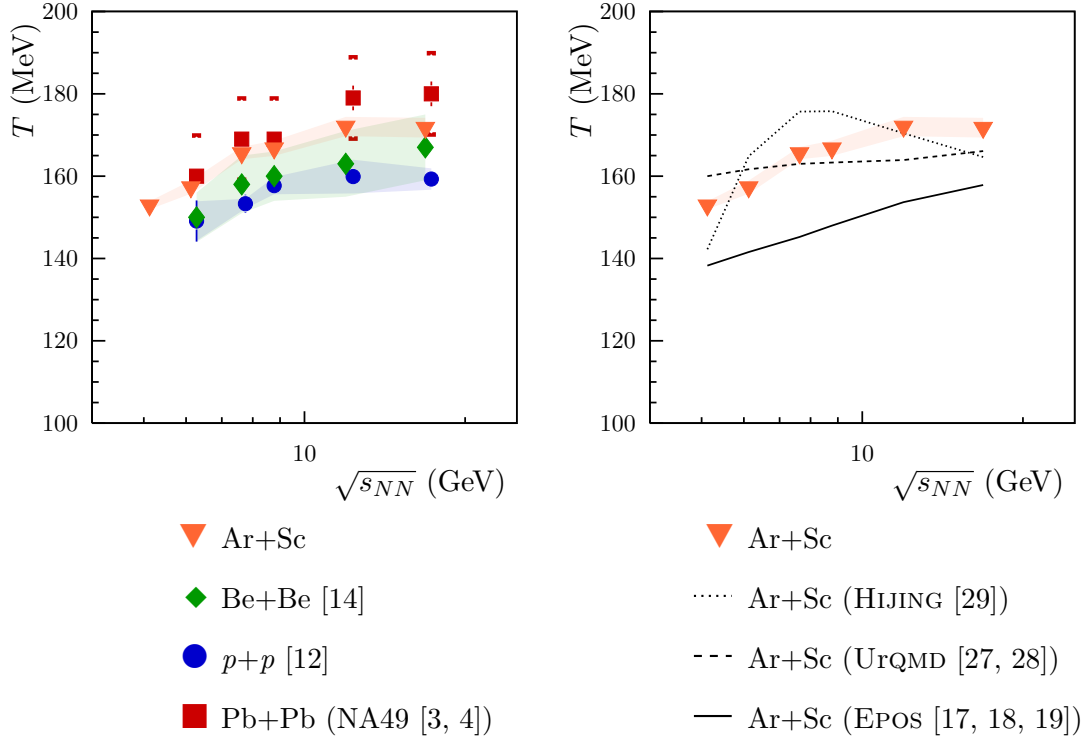 T (MeV)
200
180
160
140
120
100
10
√sNN (GeV)
Ar+Sc
Be+Be [14]
p+p [12]
Pb+Pb (NA49 [3, 4])
T (MeV)
200
180
160
140
120
100
10
√sNN (GeV)
Ar+Sc
Ar+Sc (HIJING [29])
Ar+Sc (UrQMD [27, 28])
Ar+Sc (EPOS [17, 18, 19])